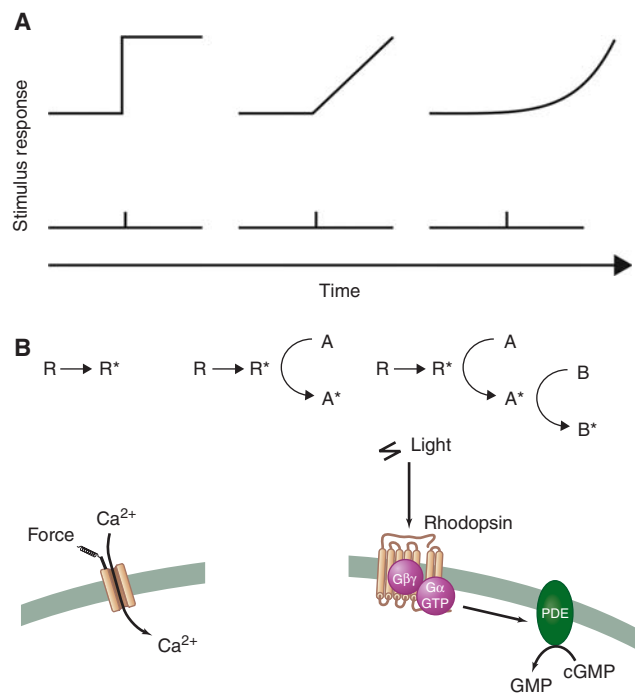 A
Stimulus response
Time
B
R → R*
R → R* A
A*
R → R* A
A* B
B*
Light
Ca²⁺
Force
Ca²⁺
Rhodopsin
Gβγ
Gα
GTP
PDE
GMP cGMP